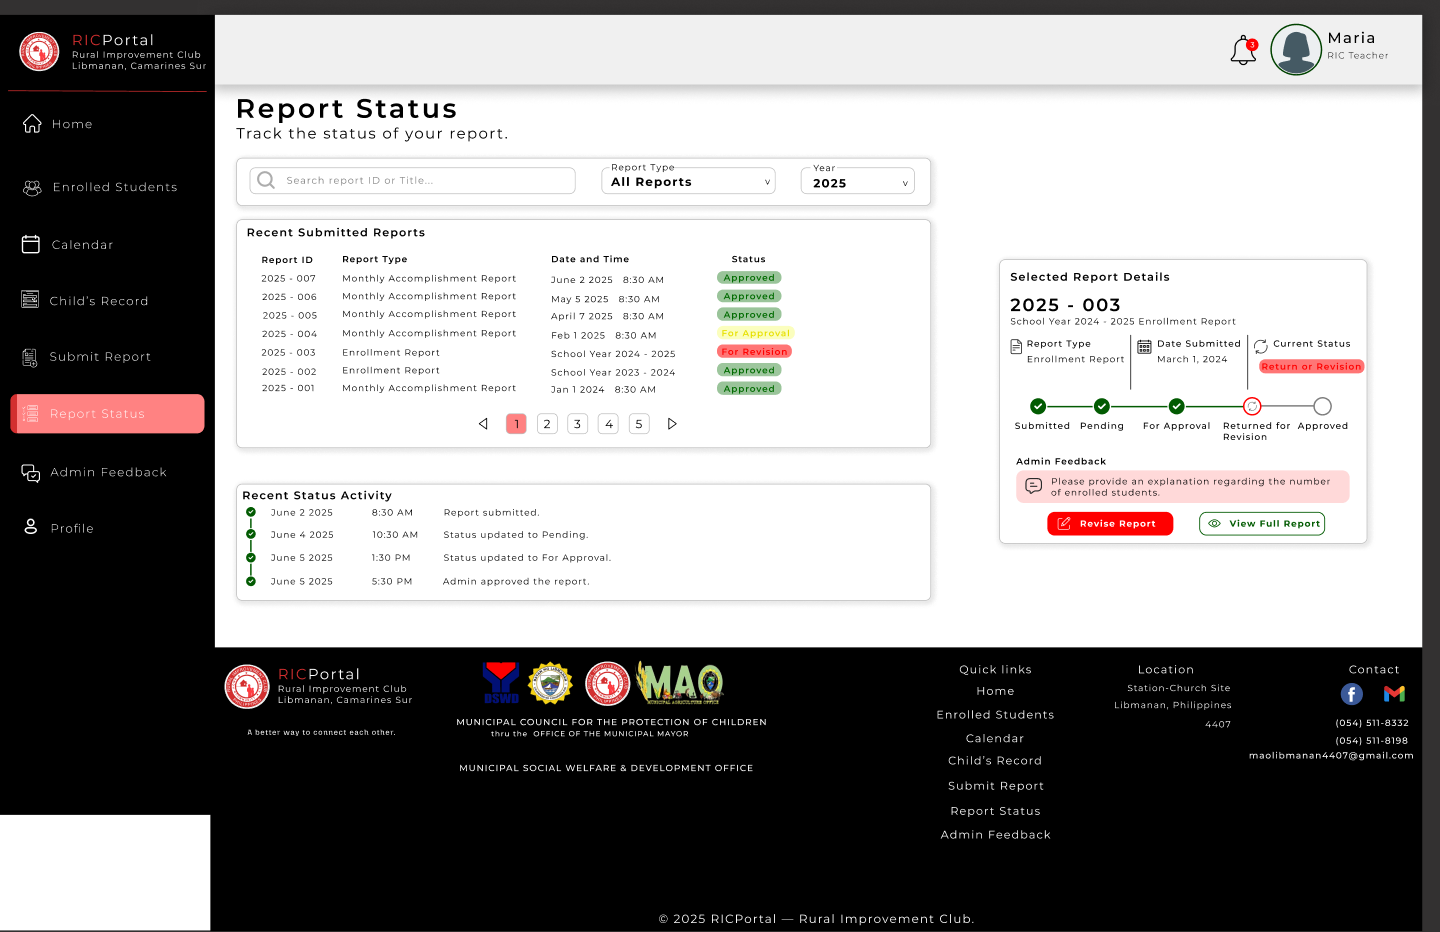 RICPortal
Rural Improvement Club
Libmanan, Camarines Sur
Home
Enrolled Students
Calendar
Child's Record
Submit Report
Report Status
Admin Feedback
Profile
3
Maria
RIC Teacher
Report Status
Track the status of your report.
Search report ID or Title...
Report Type
All Reports
v
Year
2025
v
Recent Submitted Reports
Report ID Report Type Date and Time Status
2025 - 007 Monthly Accomplishment Report June 2 2025 8:30 AM Approved
2025 - 006 Monthly Accomplishment Report May 5 2025 8:30 AM Approved
2025 - 005 Monthly Accomplishment Report April 7 2025 8:30 AM Approved
2025 - 004 Monthly Accomplishment Report Feb 1 2025 8:30 AM For Approval
2025 - 003 Enrollment Report School Year 2024 - 2025 For Revision
2025 - 002 Enrollment Report School Year 2023 - 2024 Approved
2025 - 001 Monthly Accomplishment Report Jan 1 2024 8:30 AM Approved
1 2 3 4 5
Recent Status Activity
June 2 2025 8:30 AM Report submitted.
June 4 2025 10:30 AM Status updated to Pending.
June 5 2025 1:30 PM Status updated to For Approval.
June 5 2025 5:30 PM Admin approved the report.
Selected Report Details
2025 - 003
School Year 2024 - 2025 Enrollment Report
Report Type
Enrollment Report
Date Submitted
March 1, 2024
Current Status
Return or Revision
Submitted Pending For Approval Returned for Approved
Revision
Admin Feedback
Please provide an explanation regarding the number
of enrolled students.
Revise Report
View Full Report
RICPortal
Rural Improvement Club
Libmanan, Camarines Sur
A better way to connect each other.
DSWD
MAO
MUNICIPAL AGRICULTURE OFFICE
MUNICIPAL COUNCIL FOR THE PROTECTION OF CHILDREN
thru the OFFICE OF THE MUNICIPAL MAYOR
MUNICIPAL SOCIAL WELFARE & DEVELOPMENT OFFICE
Quick links
Home
Enrolled Students
Calendar
Child's Record
Submit Report
Report Status
Admin Feedback
Location
Station-Church Site
Libmanan, Philippines
4407
Contact
(054) 511-8332
(054) 511-8198
maolibmanan4407@gmail.com
© 2025 RICPortal — Rural Improvement Club.